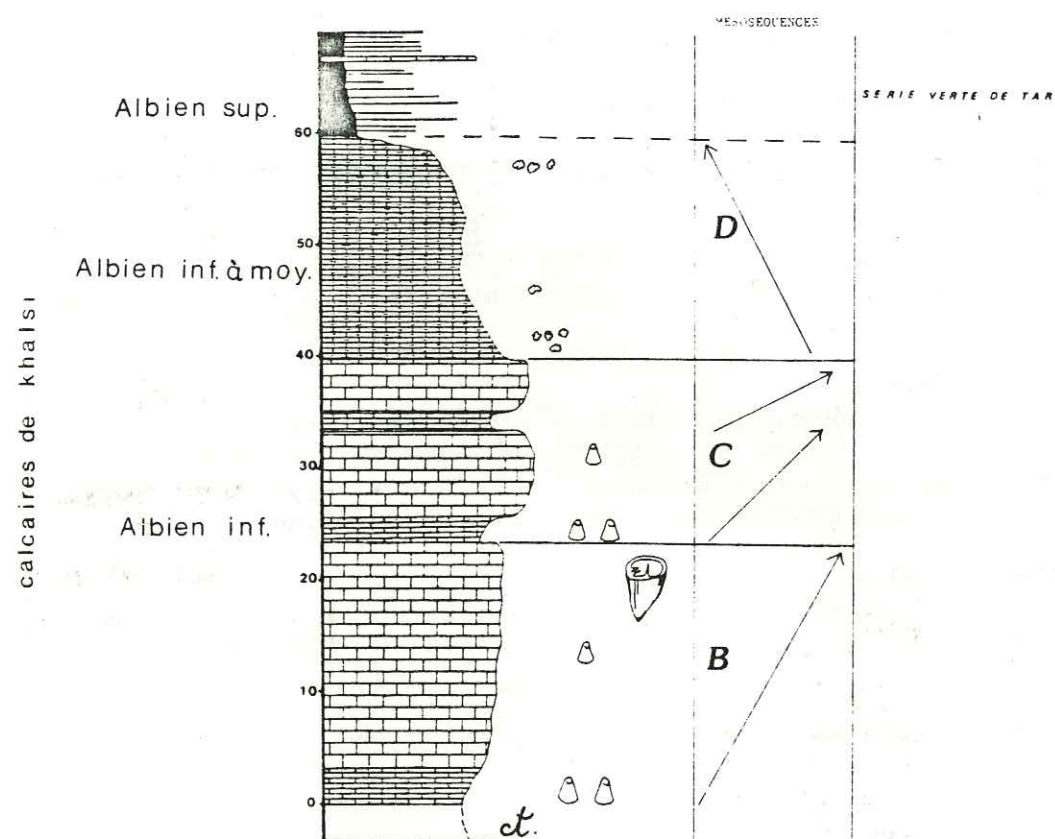 MESOSEQUENCES
SERIE VERTE DE TAR
Albien sup.
60
D
50
Albien inf. à moy.
calcaires de khalsi
40
C
30
Albien inf.
20
B
10
0
ct.